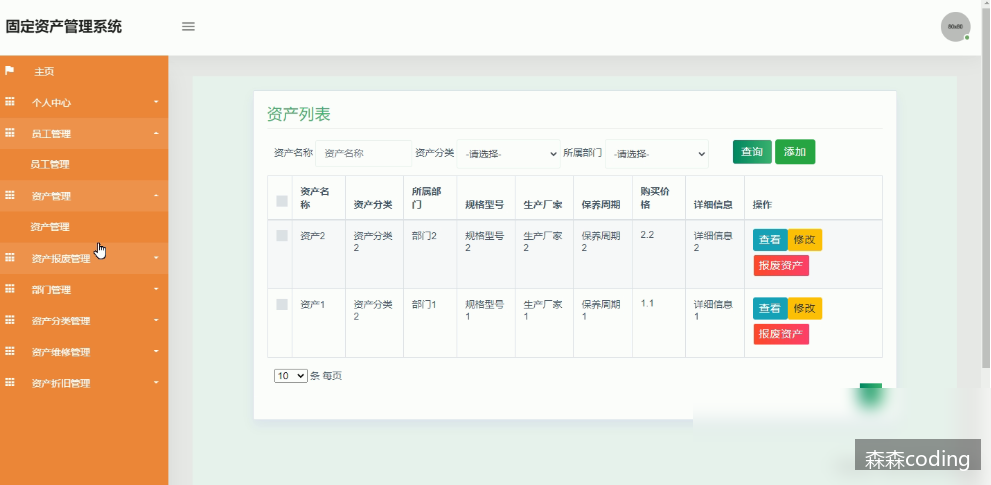 固定资产管理系统
主页
个人中心
员工管理
员工管理
资产管理
资产管理
资产报废管理
部门管理
资产分类管理
资产维修管理
资产折旧管理
资产列表
资产名称 资产名称 资产分类 -请选择- 所属部门 -请选择- 查询 添加
资产名称 资产分类 所属部门 规格型号 生产厂家 保养周期 购买价格 详细信息 操作
资产2 资产分类2 部门2 规格型号2 生产厂家2 保养周期2 2.2 详细信息2 查看 修改
报废资产
资产1 资产分类2 部门1 规格型号1 生产厂家1 保养周期1 1.1 详细信息1 查看 修改
报废资产
10 条 每页
森森coding